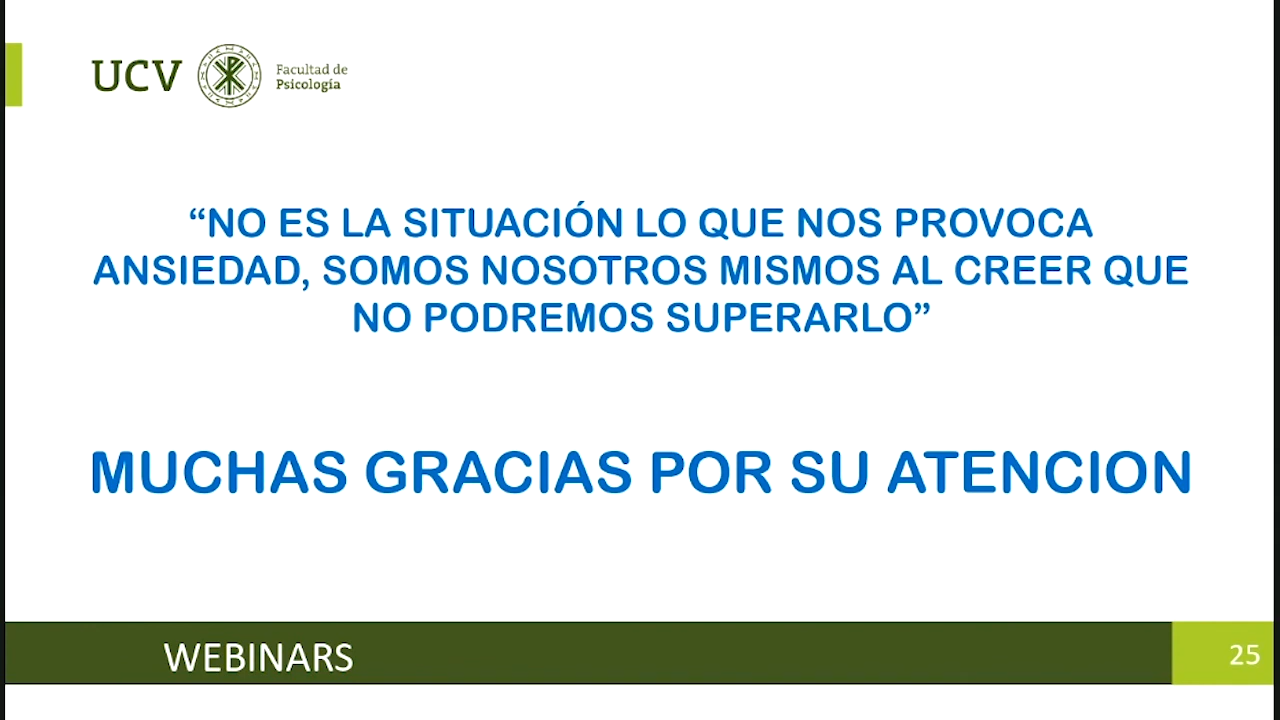 UCV
Facultad de
Psicología
“NO ES LA SITUACIÓN LO QUE NOS PROVOCA
ANSIEDAD, SOMOS NOSOTROS MISMOS AL CREER QUE
NO PODREMOS SUPERARLO”
MUCHAS GRACIAS POR SU ATENCION
WEBINARS
25